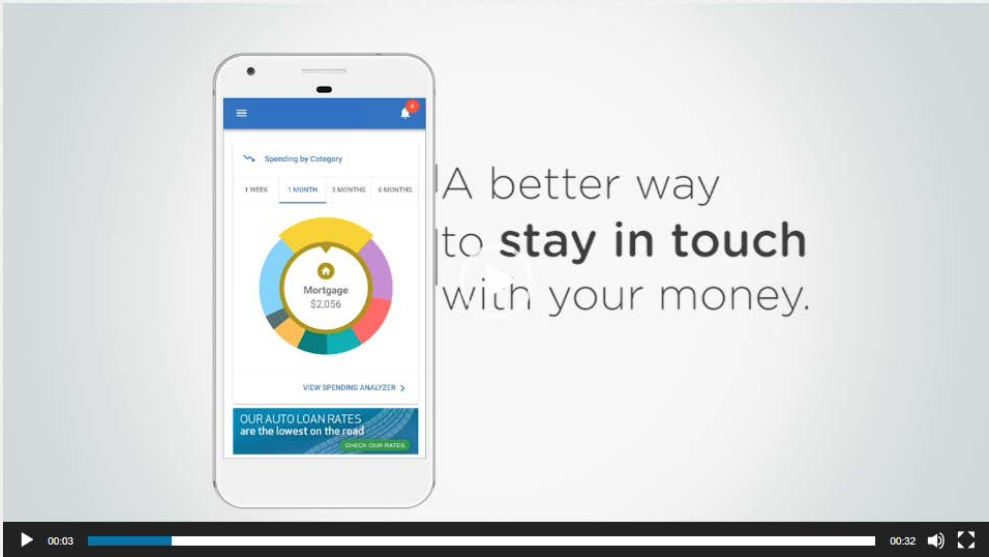 4
Spending by Category
1 WEEK 1 MONTH 3 MONTHS 6 MONTHS
Mortgage
$2,056
VIEW SPENDING ANALYZER
OUR AUTO LOAN RATES
are the lowest on the road
CHECK OUR RATES
A better way
to stay in touch
with your money.
00:03 00:32